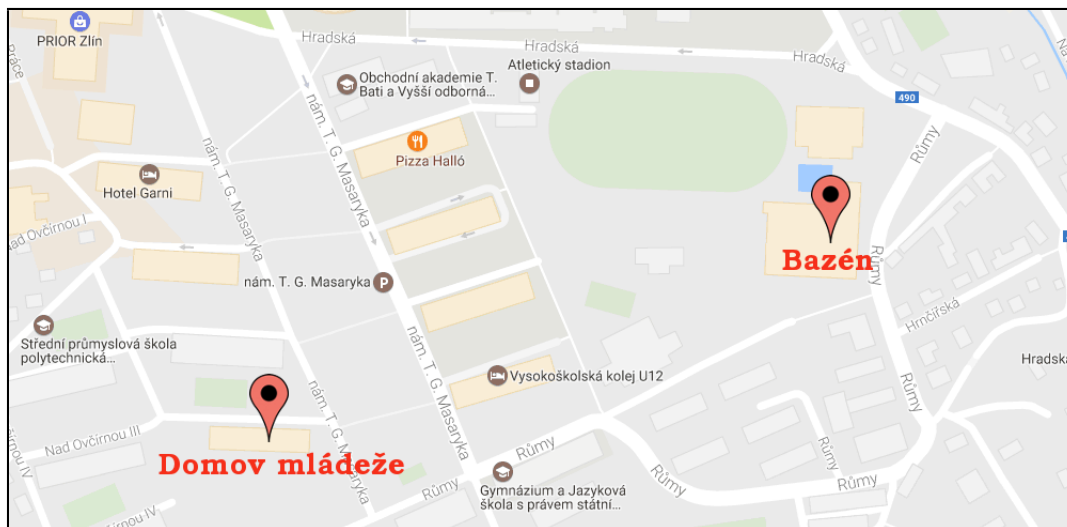 PRIOR Zlín
Práce
Hradská
Hradská
Hradská
Atletický stadion
Obchodní akademie T.
Bati a Vyšší odborná...
490
nám. T. G. Masaryka
nám. T. G. Masaryka
Růmy
Pizza Halló
Hotel Garni
Nad Ovčírnou I
Bazén
Růmy
nám. T. G. Masaryka
P
nám. T. G. Masaryka
Hrnčířská
Střední průmyslová škola
polytechnická...
Hradská
Vysokoškolská kolej U12
nám. T. G. Masaryka
Růmy
Nad Ovčírnou III
Domov mládeže
Růmy
Růmy
Růmy
Růmy
Gymnázium a Jazyková
škola s právem státní...
Nad Ovčírnou IV